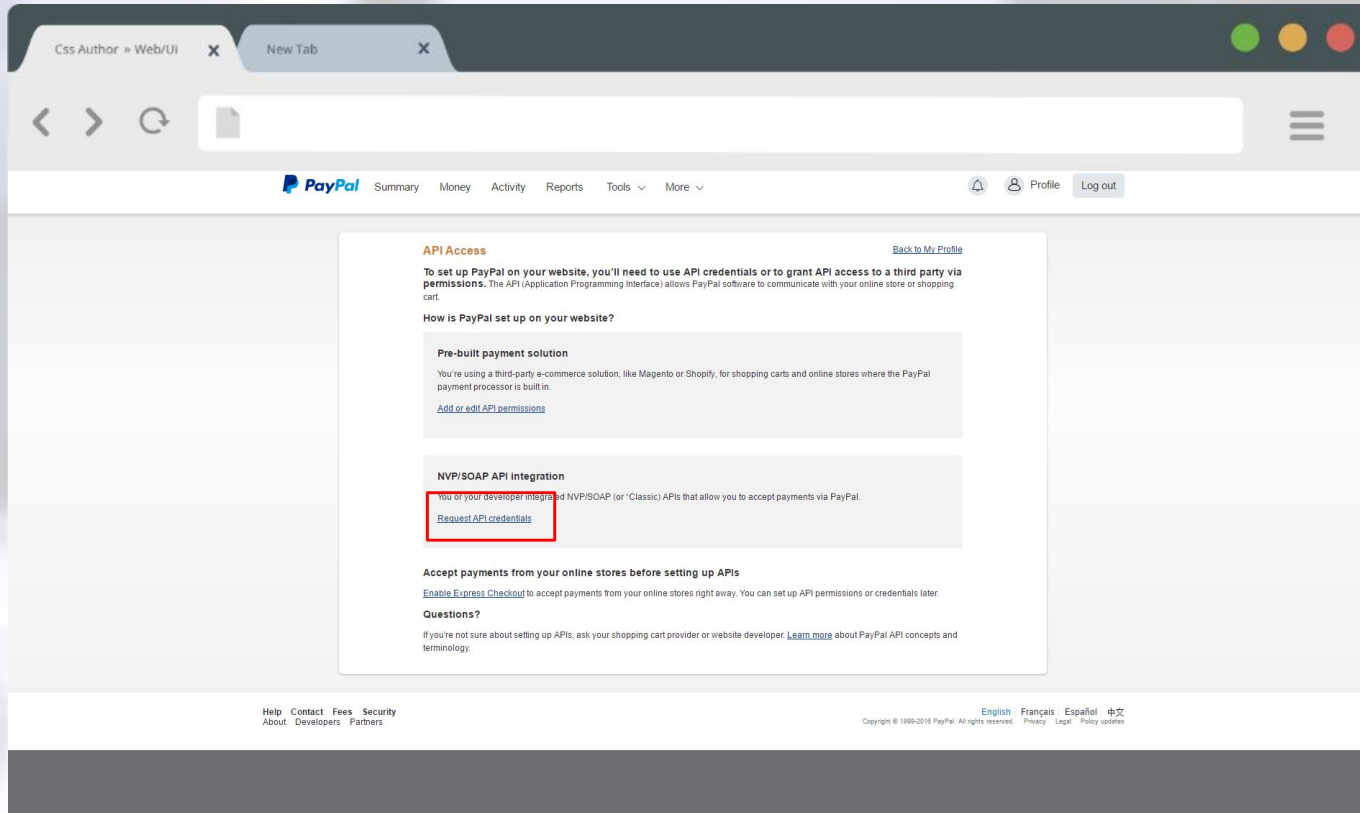 Css Author » Web/Ui
New Tab
PayPal Summary Money Activity Reports Tools More Profile Log out
API Access Back to My Profile
To set up PayPal on your website, you'll need to use API credentials or to grant API access to a third party via
permissions. The API (Application Programming Interface) allows PayPal software to communicate with your online store or shopping
cart.
How is PayPal set up on your website?
Pre-built payment solution
You're using a third-party e-commerce solution, like Magento or Shopify, for shopping carts and online stores where the PayPal
payment processor is built in.
Add or edit API permissions
NVP/SOAP API integration
You or your developer integrated NVP/SOAP (or "Classic) APIs that allow you to accept payments via PayPal.
Request API credentials
Accept payments from your online stores before setting up APIs
Enable Express Checkout to accept payments from your online stores right away. You can set up API permissions or credentials later.
Questions?
If you're not sure about setting up APIs, ask your shopping cart provider or website developer. Learn more about PayPal API concepts and
terminology.
Help Contact Fees Security
About Developers Partners
English Français Español 中文
Copyright © 1999-2016 PayPal. All rights reserved. Privacy Legal Policy updates